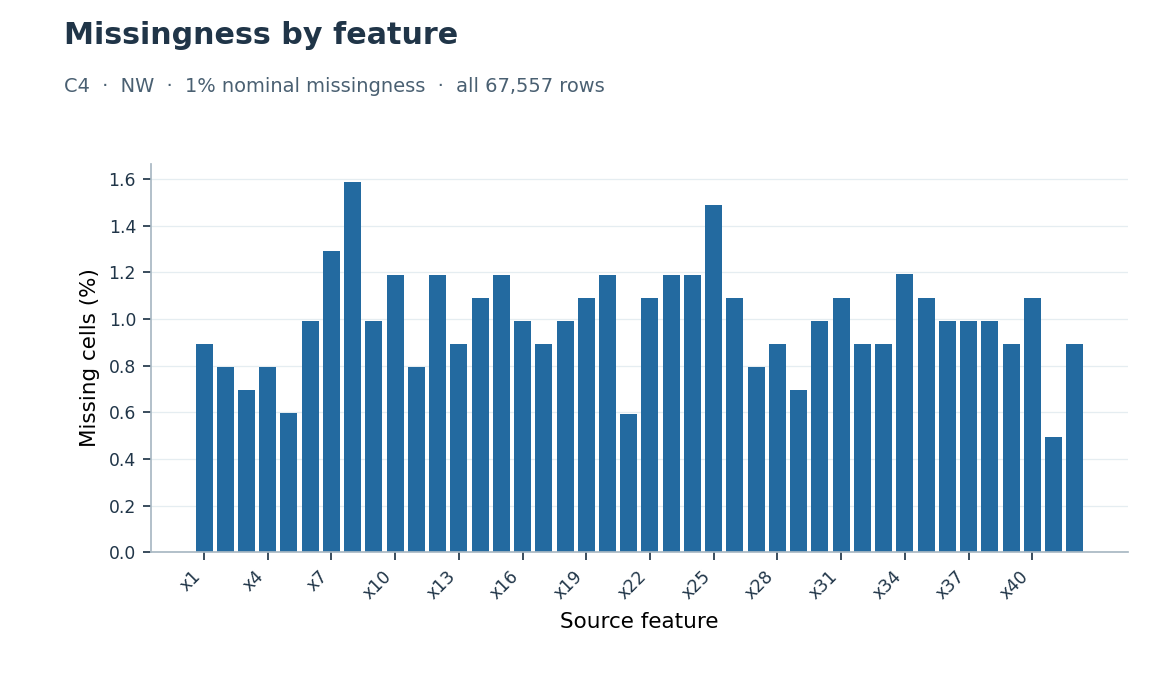 Missingness by feature
C4 · NW · 1% nominal missingness · all 67,557 rows
Missing cells (%)
1.6
1.4
1.2
1.0
0.8
0.6
0.4
0.2
0.0
x1 x4 x7 x10 x13 x16 x19 x22 x25 x28 x31 x34 x37 x40
Source feature